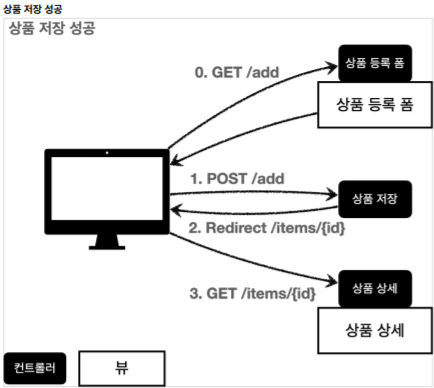 상품 저장 성공
상품 저장 성공
0. GET /add
상품 등록 폼
상품 등록 폼
1. POST /add
상품 저장
2. Redirect /items/{id}
3. GET /items/{id}
상품 상세
상품 상세
컨트롤러
뷰